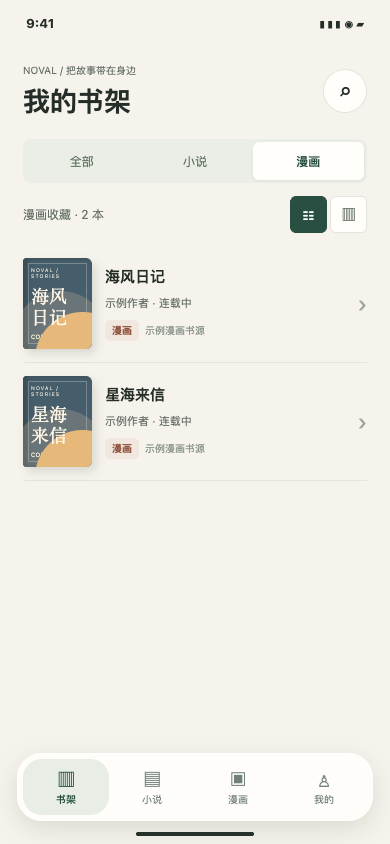 9:41
NOVAL / 把故事带在身边
我的书架
全部
小说
漫画
漫画收藏 · 2 本
NOVAL /
STORIES
海风
日记
海风日记
示例作者 · 连载中
漫画
示例漫画书源
NOVAL /
STORIES
星海
来信
星海来信
示例作者 · 连载中
漫画
示例漫画书源
书架
小说
漫画
我的